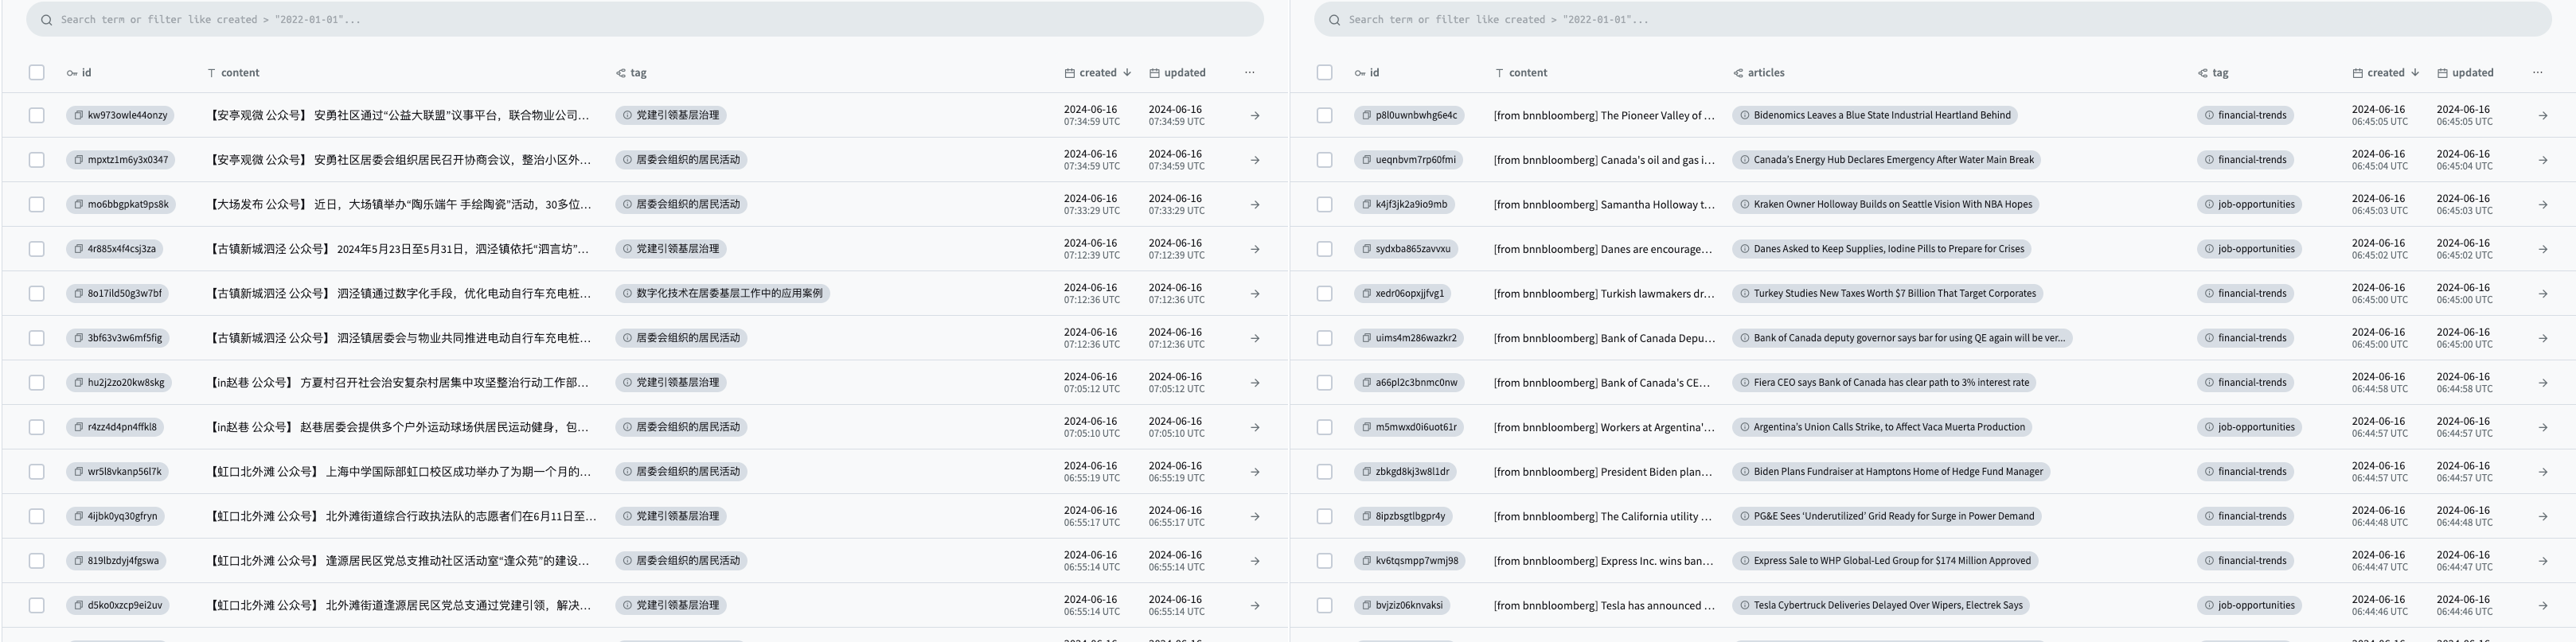 Search term or filter like created > "2022-01-01"...
id content tag created updated
kw973owle44onzy 【安亭观微 公众号】 安勇社区通过“公益大联盟”议事平台，联合物业公司... 党建引领基层治理 2024-06-16 07:34:59 UTC 2024-06-16 07:34:59 UTC
mpxtz1m6y3x0347 【安亭观微 公众号】 安勇社区居委会组织居民召开协商会议，整治小区外... 居委会组织的居民活动 2024-06-16 07:34:59 UTC 2024-06-16 07:34:59 UTC
mo6bbgpkat9ps8k 【大场发布 公众号】 近日，大场镇举办“陶乐端午 手绘陶瓷”活动，30多位... 居委会组织的居民活动 2024-06-16 07:33:29 UTC 2024-06-16 07:33:29 UTC
4r885x4f4csj3za 【古镇新城泗泾 公众号】 2024年5月23日至5月31日，泗泾镇依托“泗言坊”... 党建引领基层治理 2024-06-16 07:12:39 UTC 2024-06-16 07:12:39 UTC
8o17ild50g3w7bf 【古镇新城泗泾 公众号】 泗泾镇通过数字化手段，优化电动自行车充电桩... 数字化技术在居委基层工作中的应用案例 2024-06-16 07:12:36 UTC 2024-06-16 07:12:36 UTC
3bf63v3w6mf5fig 【古镇新城泗泾 公众号】 泗泾镇居委会与物业共同推进电动自行车充电桩... 居委会组织的居民活动 2024-06-16 07:12:36 UTC 2024-06-16 07:12:36 UTC
hu2j2zo20kw8skg 【in赵巷 公众号】 方夏村召开社会治安复杂村居集中攻坚整治行动工作部... 党建引领基层治理 2024-06-16 07:05:12 UTC 2024-06-16 07:05:12 UTC
r4zz4d4pn4ffkl8 【in赵巷 公众号】 赵巷居委会提供多个户外运动球场供居民运动健身，包... 居委会组织的居民活动 2024-06-16 07:05:10 UTC 2024-06-16 07:05:10 UTC
wr5l8vkanp56l7k 【虹口北外滩 公众号】 上海中学国际部虹口校区成功举办了为期一个月的... 居委会组织的居民活动 2024-06-16 06:55:19 UTC 2024-06-16 06:55:19 UTC
4ijbk0yq30gfryn 【虹口北外滩 公众号】 北外滩街道综合行政执法队的志愿者们在6月11日至... 党建引领基层治理 2024-06-16 06:55:17 UTC 2024-06-16 06:55:17 UTC
819lbzdyj4fgswa 【虹口北外滩 公众号】 逢源居民区党总支推动社区活动室“逢众苑”的建设... 居委会组织的居民活动 2024-06-16 06:55:14 UTC 2024-06-16 06:55:14 UTC
d5ko0xzcp9ei2uv 【虹口北外滩 公众号】 北外滩街道逢源居民区党总支通过党建引领，解决... 党建引领基层治理 2024-06-16 06:55:14 UTC 2024-06-16 06:55:14 UTC
Search term or filter like created > "2022-01-01"...
id content articles tag created updated
p8l0uwnbwhg6e4c [from bnnbloomberg] The Pioneer Valley of ... Bidenomics Leaves a Blue State Industrial Heartland Behind financial-trends 2024-06-16 06:45:05 UTC 2024-06-16 06:45:05 UTC
ueqnbvm7rp60fmi [from bnnbloomberg] Canada's oil and gas i... Canada’s Energy Hub Declares Emergency After Water Main Break financial-trends 2024-06-16 06:45:04 UTC 2024-06-16 06:45:04 UTC
k4jf3jk2a9io9mb [from bnnbloomberg] Samantha Holloway t... Kraken Owner Holloway Builds on Seattle Vision With NBA Hopes job-opportunities 2024-06-16 06:45:03 UTC 2024-06-16 06:45:03 UTC
sydxba865zavvxu [from bnnbloomberg] Danes are encourage... Danes Asked to Keep Supplies, Iodine Pills to Prepare for Crises job-opportunities 2024-06-16 06:45:02 UTC 2024-06-16 06:45:02 UTC
xedr06opxjjfvg1 [from bnnbloomberg] Turkish lawmakers dr... Turkey Studies New Taxes Worth $7 Billion That Target Corporates financial-trends 2024-06-16 06:45:00 UTC 2024-06-16 06:45:00 UTC
uims4m286wazkr2 [from bnnbloomberg] Bank of Canada Depu... Bank of Canada deputy governor says bar for using QE again will be ver... financial-trends 2024-06-16 06:45:00 UTC 2024-06-16 06:45:00 UTC
a66pl2c3bnmc0nw [from bnnbloomberg] Bank of Canada's CE... Fiera CEO says Bank of Canada has clear path to 3% interest rate financial-trends 2024-06-16 06:44:58 UTC 2024-06-16 06:44:58 UTC
m5mwxd0i6uot61r [from bnnbloomberg] Workers at Argentina'... Argentina’s Union Calls Strike, to Affect Vaca Muerta Production job-opportunities 2024-06-16 06:44:57 UTC 2024-06-16 06:44:57 UTC
zbkgd8kj3w8l1dr [from bnnbloomberg] President Biden plan... Biden Plans Fundraiser at Hamptons Home of Hedge Fund Manager financial-trends 2024-06-16 06:44:57 UTC 2024-06-16 06:44:57 UTC
8ipzbsgtlbgpr4y [from bnnbloomberg] The California utility ... PG&E Sees ‘Underutilized’ Grid Ready for Surge in Power Demand financial-trends 2024-06-16 06:44:48 UTC 2024-06-16 06:44:48 UTC
kv6tqsmpp7wmj98 [from bnnbloomberg] Express Inc. wins ban... Express Sale to WHP Global-Led Group for $174 Million Approved financial-trends 2024-06-16 06:44:47 UTC 2024-06-16 06:44:47 UTC
bvjziz06knvaksi [from bnnbloomberg] Tesla has announced ... Tesla Cybertruck Deliveries Delayed Over Wipers, Electrek Says job-opportunities 2024-06-16 06:44:46 UTC 2024-06-16 06:44:46 UTC